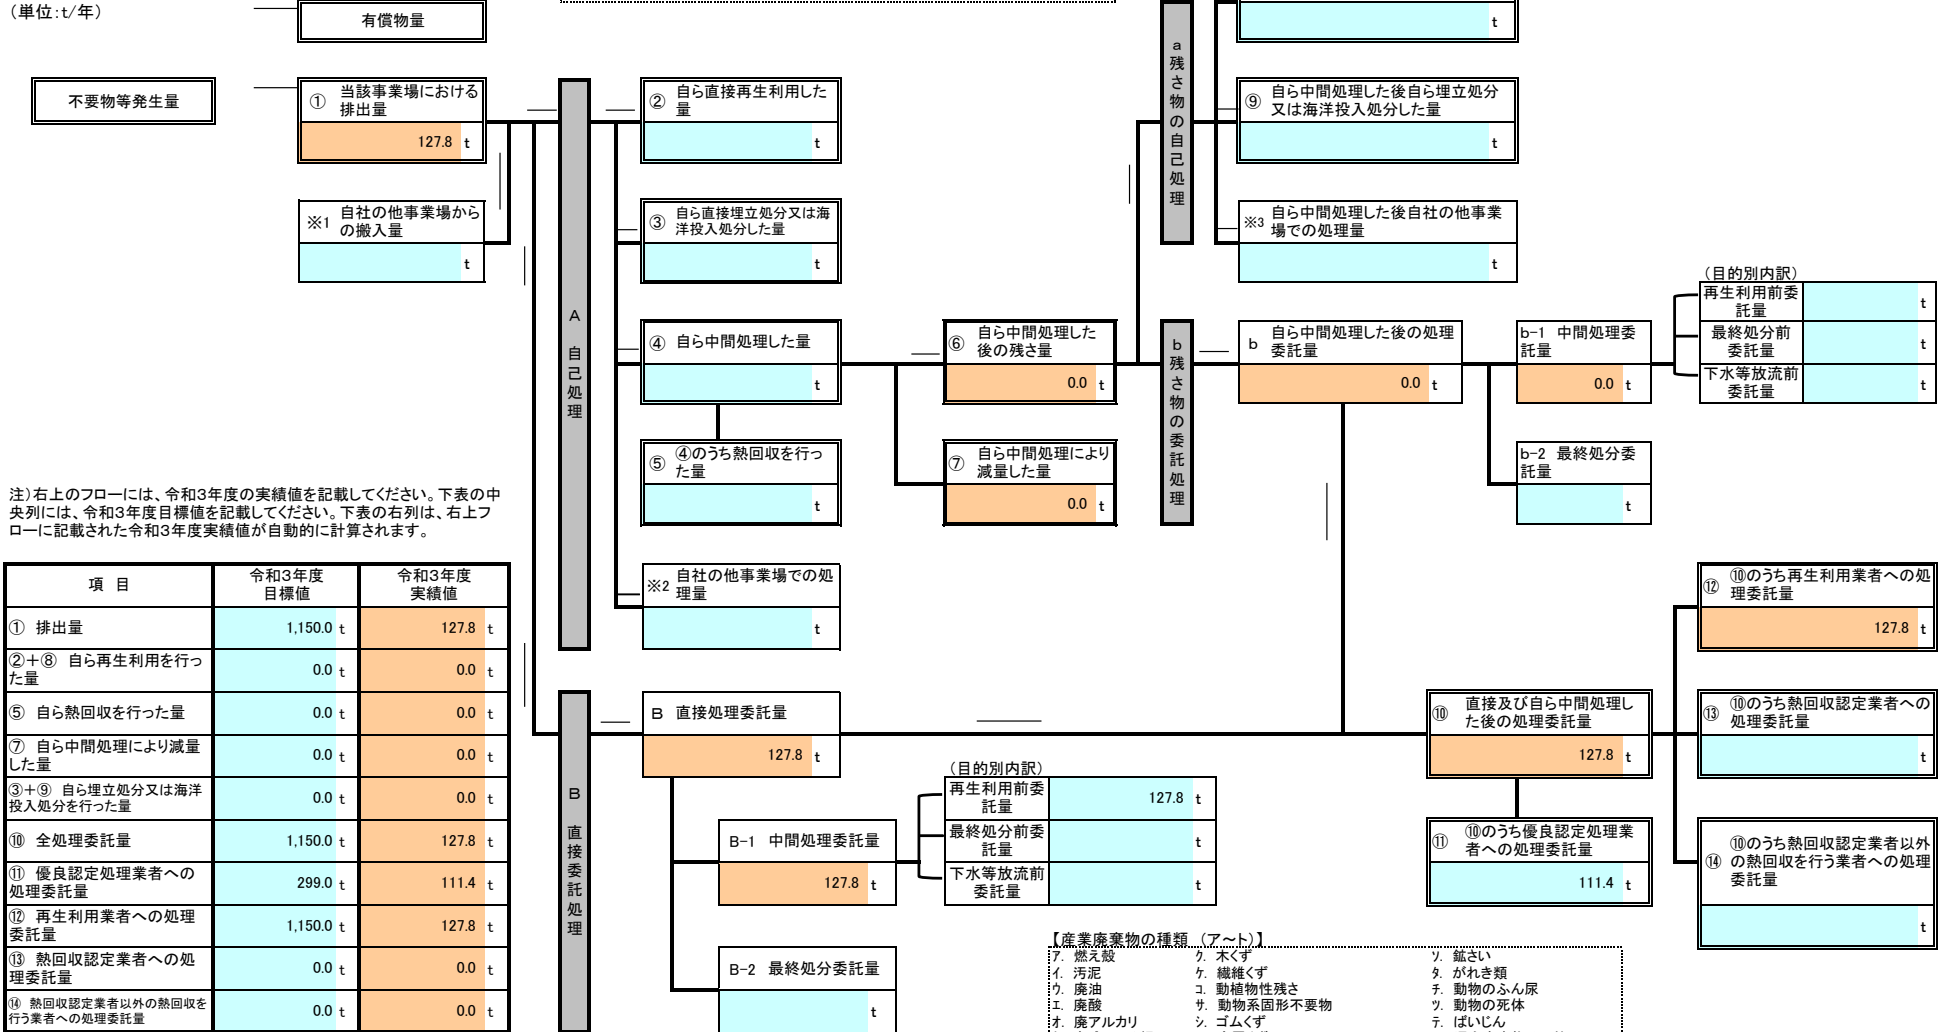 （単位：t/年）
有償物量
t
不要物等発生量
① 当該事業場における
排出量
127.8 t
② 自ら直接再生利用した
量
t
a 残さ物の自己処理
⑨ 自ら中間処理した後自ら埋立処分
又は海洋投入処分した量
t
※1 自社の他事業場から
の搬入量
t
③ 自ら直接埋立処分又は海
洋投入処分した量
t
※3 自ら中間処理した後自社の他事業
場での処理量
t
A 自己処理
④ 自ら中間処理した量
t
⑥ 自ら中間処理した
後の残さ量
0.0 t
b 残さ物の委託処理
b 自ら中間処理した後の処理
委託量
0.0 t
b-1 中間処理委
託量
0.0 t
（目的別内訳）
再生利用前委
託量
t
最終処分前
委託量
t
下水等放流前
委託量
t
⑤ ④のうち熱回収を行っ
た量
t
⑦ 自ら中間処理により
減量した量
0.0 t
b-2 最終処分委
託量
t
注）右上のフローには、令和3年度の実績値を記載してください。下表の中
央列には、令和3年度目標値を記載してください。下表の右列は、右上フ
ローに記載された令和3年度実績値が自動的に計算されます。
※2 自社の他事業場での処
理量
t
項 目
令和3年度
目標値
令和3年度
実績値
① 排出量 1,150.0 t 127.8 t
②＋⑧ 自ら再生利用を行っ
た量 0.0 t 0.0 t
⑤ 自ら熱回収を行った量 0.0 t 0.0 t
⑦ 自ら中間処理により減量
した量 0.0 t 0.0 t
③＋⑨ 自ら埋立処分又は海洋
投入処分を行った量 0.0 t 0.0 t
⑩ 全処理委託量 1,150.0 t 127.8 t
⑪ 優良認定処理業者への
処理委託量 299.0 t 111.4 t
⑫ 再生利用業者への処理
委託量 1,150.0 t 127.8 t
⑬ 熱回収認定業者への処
理委託量 0.0 t 0.0 t
⑭ 熱回収認定業者以外の熱回収を
行う業者への処理委託量 0.0 t 0.0 t
B 直接委託処理
B 直接処理委託量
127.8 t
B-1 中間処理委託量
127.8 t
（目的別内訳）
再生利用前委
託量
127.8 t
最終処分前委
託量
t
下水等放流前
委託量
t
B-2 最終処分委託量
t
⑩ 直接及び自ら中間処理し
た後の処理委託量
127.8 t
⑪ ⑩のうち優良認定処理業
者への処理委託量
111.4 t
⑫ ⑩のうち再生利用業者への処
理委託量
127.8 t
⑬ ⑩のうち熱回収認定業者への
処理委託量
t
⑭ ⑩のうち熱回収認定業者以外
の熱回収を行う業者への処理
委託量
t
【産業廃棄物の種類 （ア～ト）】
ア. 燃え殻 ク. 木くず ソ. 鉱さい
イ. 汚泥 ケ. 繊維くず タ. がれき類
ウ. 廃油 コ. 動植物性残さ チ. 動物のふん尿
エ. 廃酸 サ. 動物系固形不要物 ツ. 動物の死体
オ. 廃アルカリ シ. ゴムくず テ. ばいじん